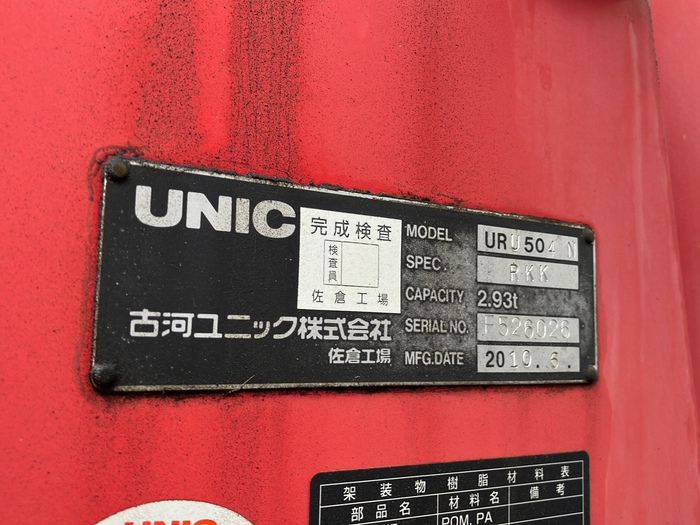 UNIC
完成検査
検査員
佐倉工場
古河ユニック株式会社
佐倉工場
MODEL URU504N
SPEC. RKK
CAPACITY 2.93t
SERIAL NO. F526026
MFG.DATE 2019.6.
架装物樹脂材料表
部品名 材料名 備考
POM, PA
UNIC